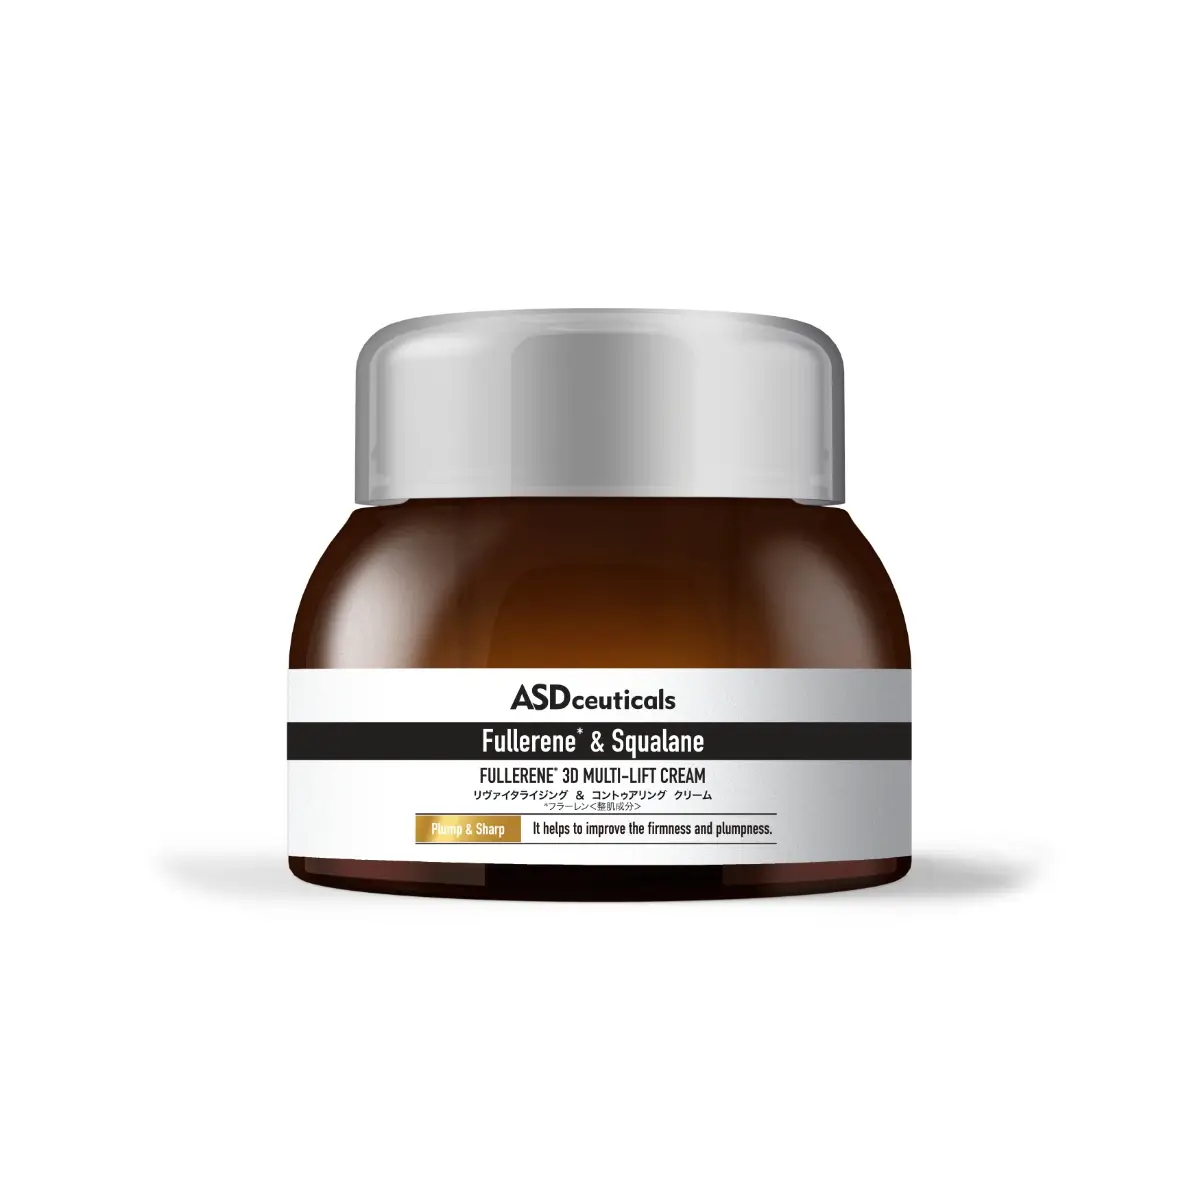 ASDceuticals
Fullerene* & Squalane
FULLERENE* 3D MULTI-LIFT CREAM
リヴァイタライジング & コントゥアリング クリーム
*フラーレン<整肌成分>
Plump & Sharp It helps to improve the firmness and plumpness.